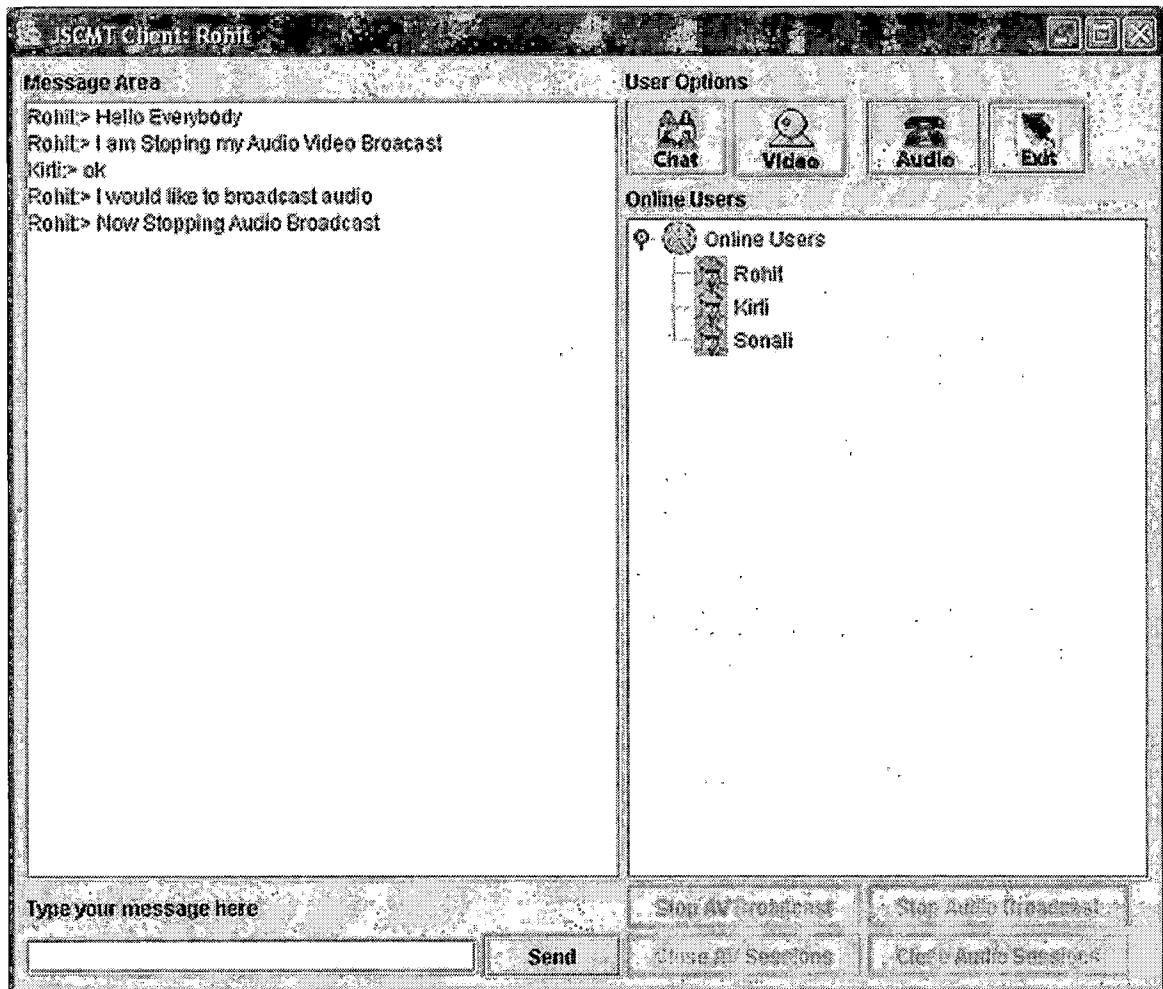 JSCMT Client: Rohit
Message Area
Rohit:> Hello Everybody
Rohit:> I am Stoping my Audio Video Broacast
Kirti:> ok
Rohit:> I would like to broadcast audio
Rohit:> Now Stopping Audio Broadcast
User Options
Chat Video Audio Exit
Online Users
Online Users
Rohit
Kirti
Sonali
Type your message here
Send
Stop AV Broadcast Stop Audio Broadcast
Close AV Sessions Close Audio Sessions